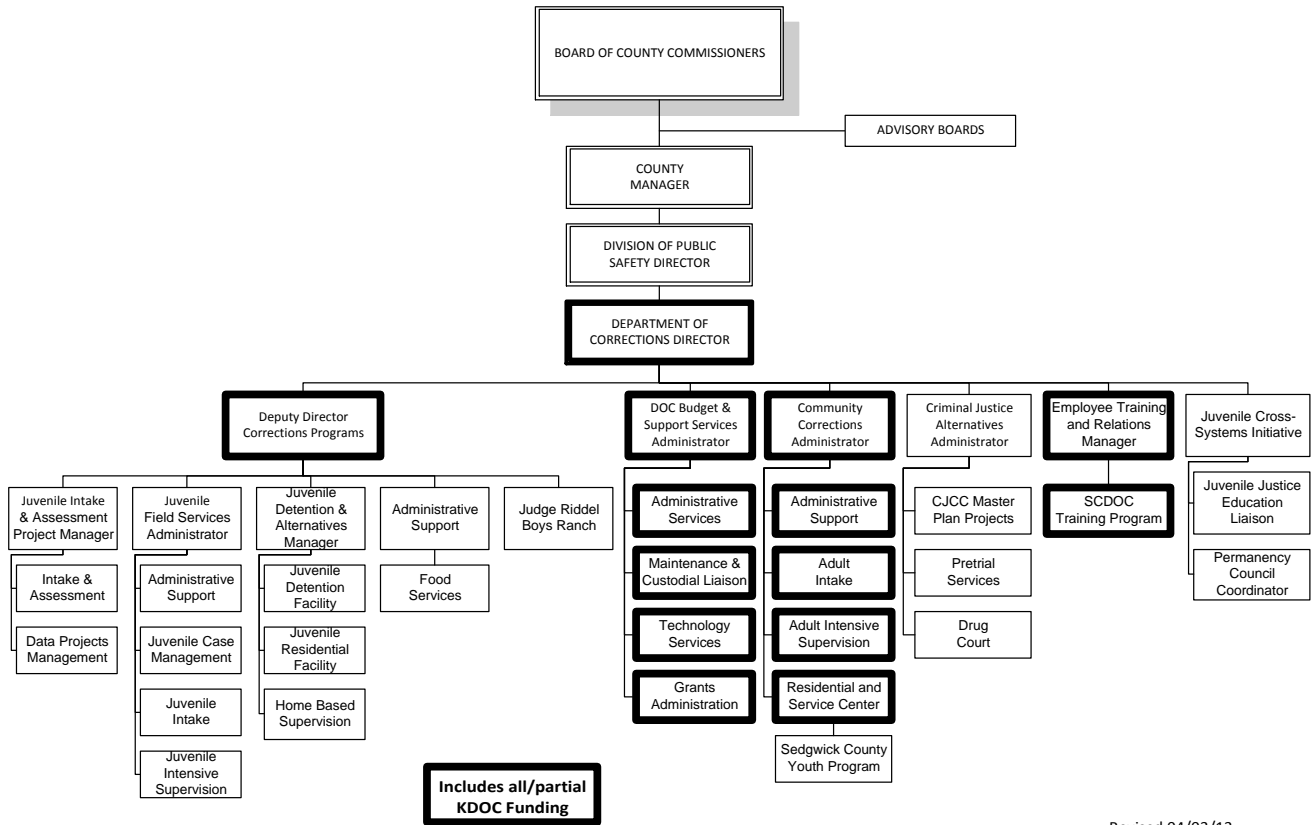 BOARD OF COUNTY COMMISSIONERS
ADVISORY BOARDS
COUNTY
MANAGER
DIVISION OF PUBLIC
SAFETY DIRECTOR
DEPARTMENT OF
CORRECTIONS DIRECTOR
Deputy Director
Corrections Programs
DOC Budget &
Support Services
Administrator
Community
Corrections
Administrator
Criminal Justice
Alternatives
Administrator
Employee Training
and Relations
Manager
Juvenile Cross-
Systems Initiative
Juvenile Intake
& Assessment
Project Manager
Intake &
Assessment
Data Projects
Management
Juvenile
Field Services
Administrator
Administrative
Support
Juvenile Case
Management
Juvenile
Intake
Juvenile
Intensive
Supervision
Juvenile
Detention &
Alternatives
Manager
Juvenile
Detention
Facility
Juvenile
Residential
Facility
Home Based
Supervision
Administrative
Support
Food
Services
Judge Riddel
Boys Ranch
Administrative
Services
Maintenance &
Custodial Liaison
Technology
Services
Grants
Administration
Administrative
Support
Adult
Intake
Adult Intensive
Supervision
Residential and
Service Center
Sedgwick County
Youth Program
CJCC Master
Plan Projects
Pretrial
Services
Drug
Court
SCDOC
Training Program
Juvenile Justice
Education
Liaison
Permanency
Council
Coordinator
Includes all/partial
KDOC Funding